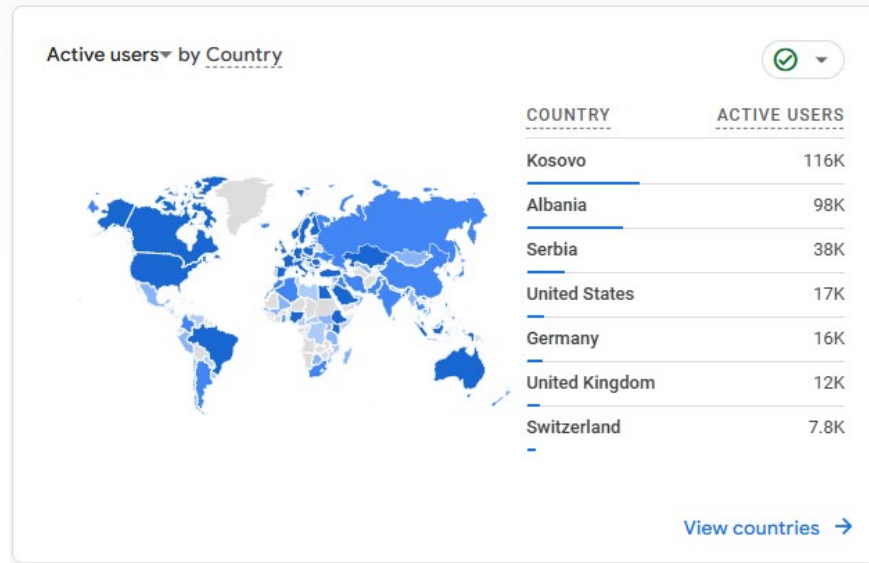 Active users by Country
COUNTRY ACTIVE USERS
Kosovo 116K
Albania 98K
Serbia 38K
United States 17K
Germany 16K
United Kingdom 12K
Switzerland 7.8K
View countries